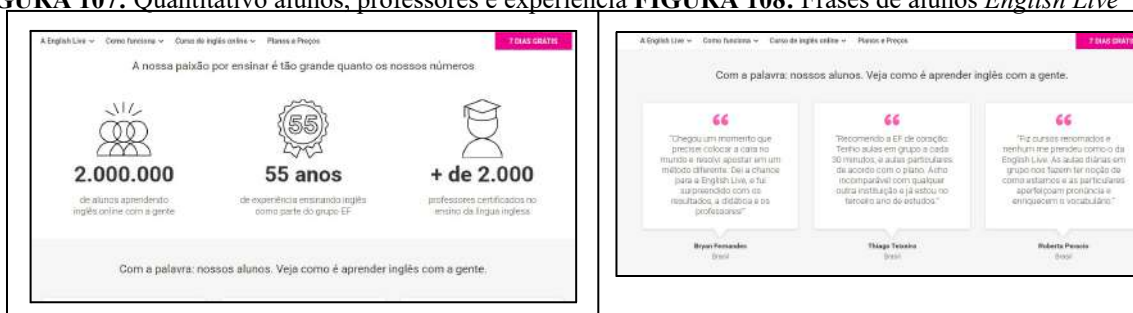 GURA 107: Quantitativo alunos, professores e experiência FIGURA 108: Frases de alunos English Live
A English Live Como funciona Curso de inglês online Planos e Preços 7 DIAS GRÁTIS
A nossa paixão por ensinar é tão grande quanto os nossos números
55
2.000.000
de alunos aprendendo
inglês online com a gente
55 anos
de experiência ensinando inglês
como parte do grupo EF
+ de 2.000
professores certificados no
ensino da língua inglesa
Com a palavra: nossos alunos. Veja como é aprender inglês com a gente.
A English Live Como funciona Curso de inglês online Planos e Preços 7 DIAS GRÁTIS
Com a palavra: nossos alunos. Veja como é aprender inglês com a gente.
"Chegou um momento que
precisei colocar a cara no
mundo e resolvi apostar em um
método diferente. Dei a chance
para a English Live, e fui
surpreendido com os
resultados, a didática e os
professores!"
Bryan Fernandes
Brasil
"Recomendo a EF de coração:
Tenho aulas em grupo a cada
30 minutos, e aulas particulares
de acordo com o plano. Acho
incomparável com qualquer
outra instituição e já estou no
terceiro ano de estudos."
Thiago Teixeira
Brasil
"Fiz cursos renomados e
nenhum me prendeu como o da
English Live. As aulas diárias em
grupo nos fazem ter noção de
como estamos e as particulares
aperfeiçoam pronúncia e
enriquecem o vocabulário."
Roberta
Brasil